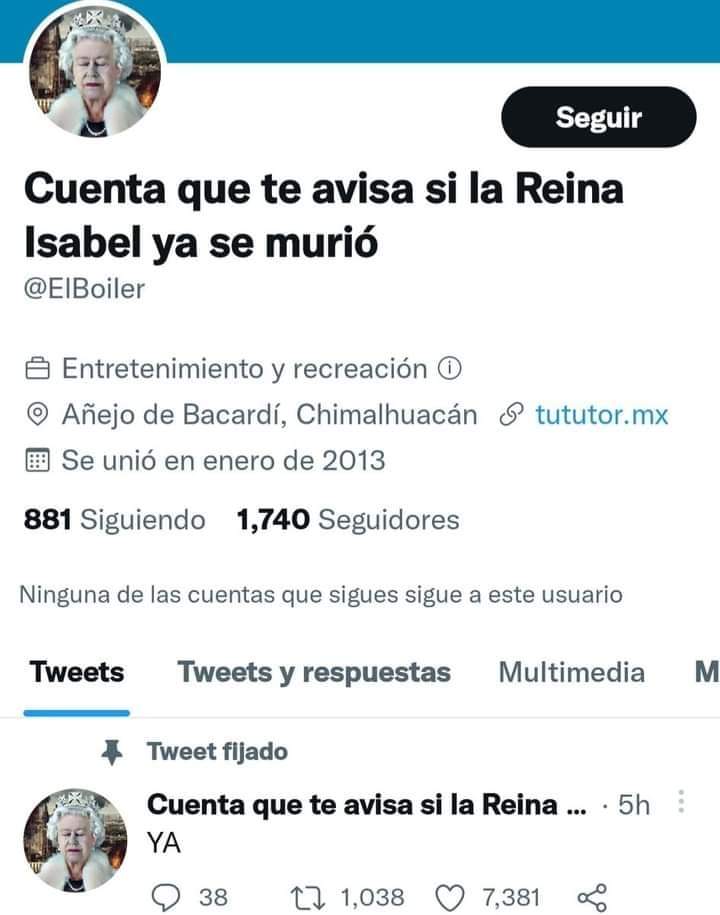 Seguir
Cuenta que te avisa si la Reina
Isabel ya se murió
@ElBoiler
Entretenimiento y recreación
Añejo de Bacardí, Chimalhuacán tututor.mx
Se unió en enero de 2013
881 Siguiendo 1,740 Seguidores
Ninguna de las cuentas que sigues sigue a este usuario
Tweets Tweets y respuestas Multimedia M
Tweet fijado
Cuenta que te avisa si la Reina ... · 5h
YA
38 1,038 7,381